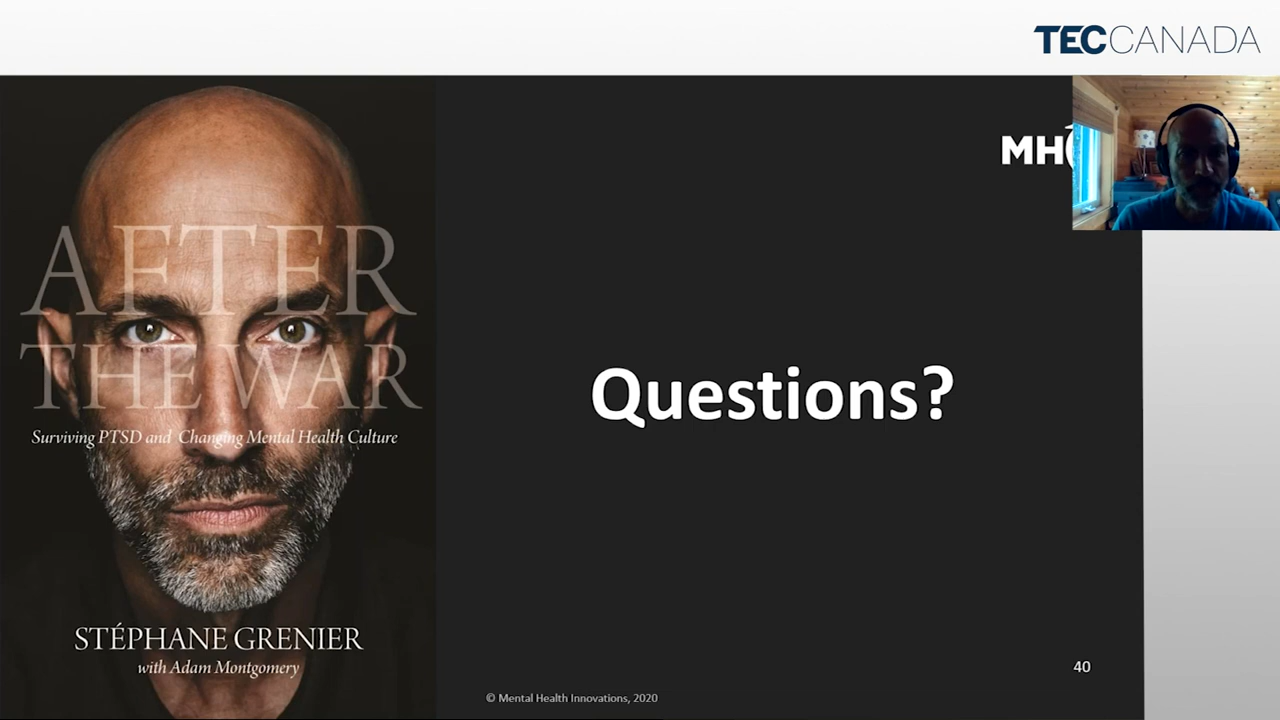 TECCANADA
MH
AFTER
THE WAR
Surviving PTSD and Changing Mental Health Culture
STÉPHANE GRENIER
with Adam Montgomery
Questions?
40
© Mental Health Innovations, 2020